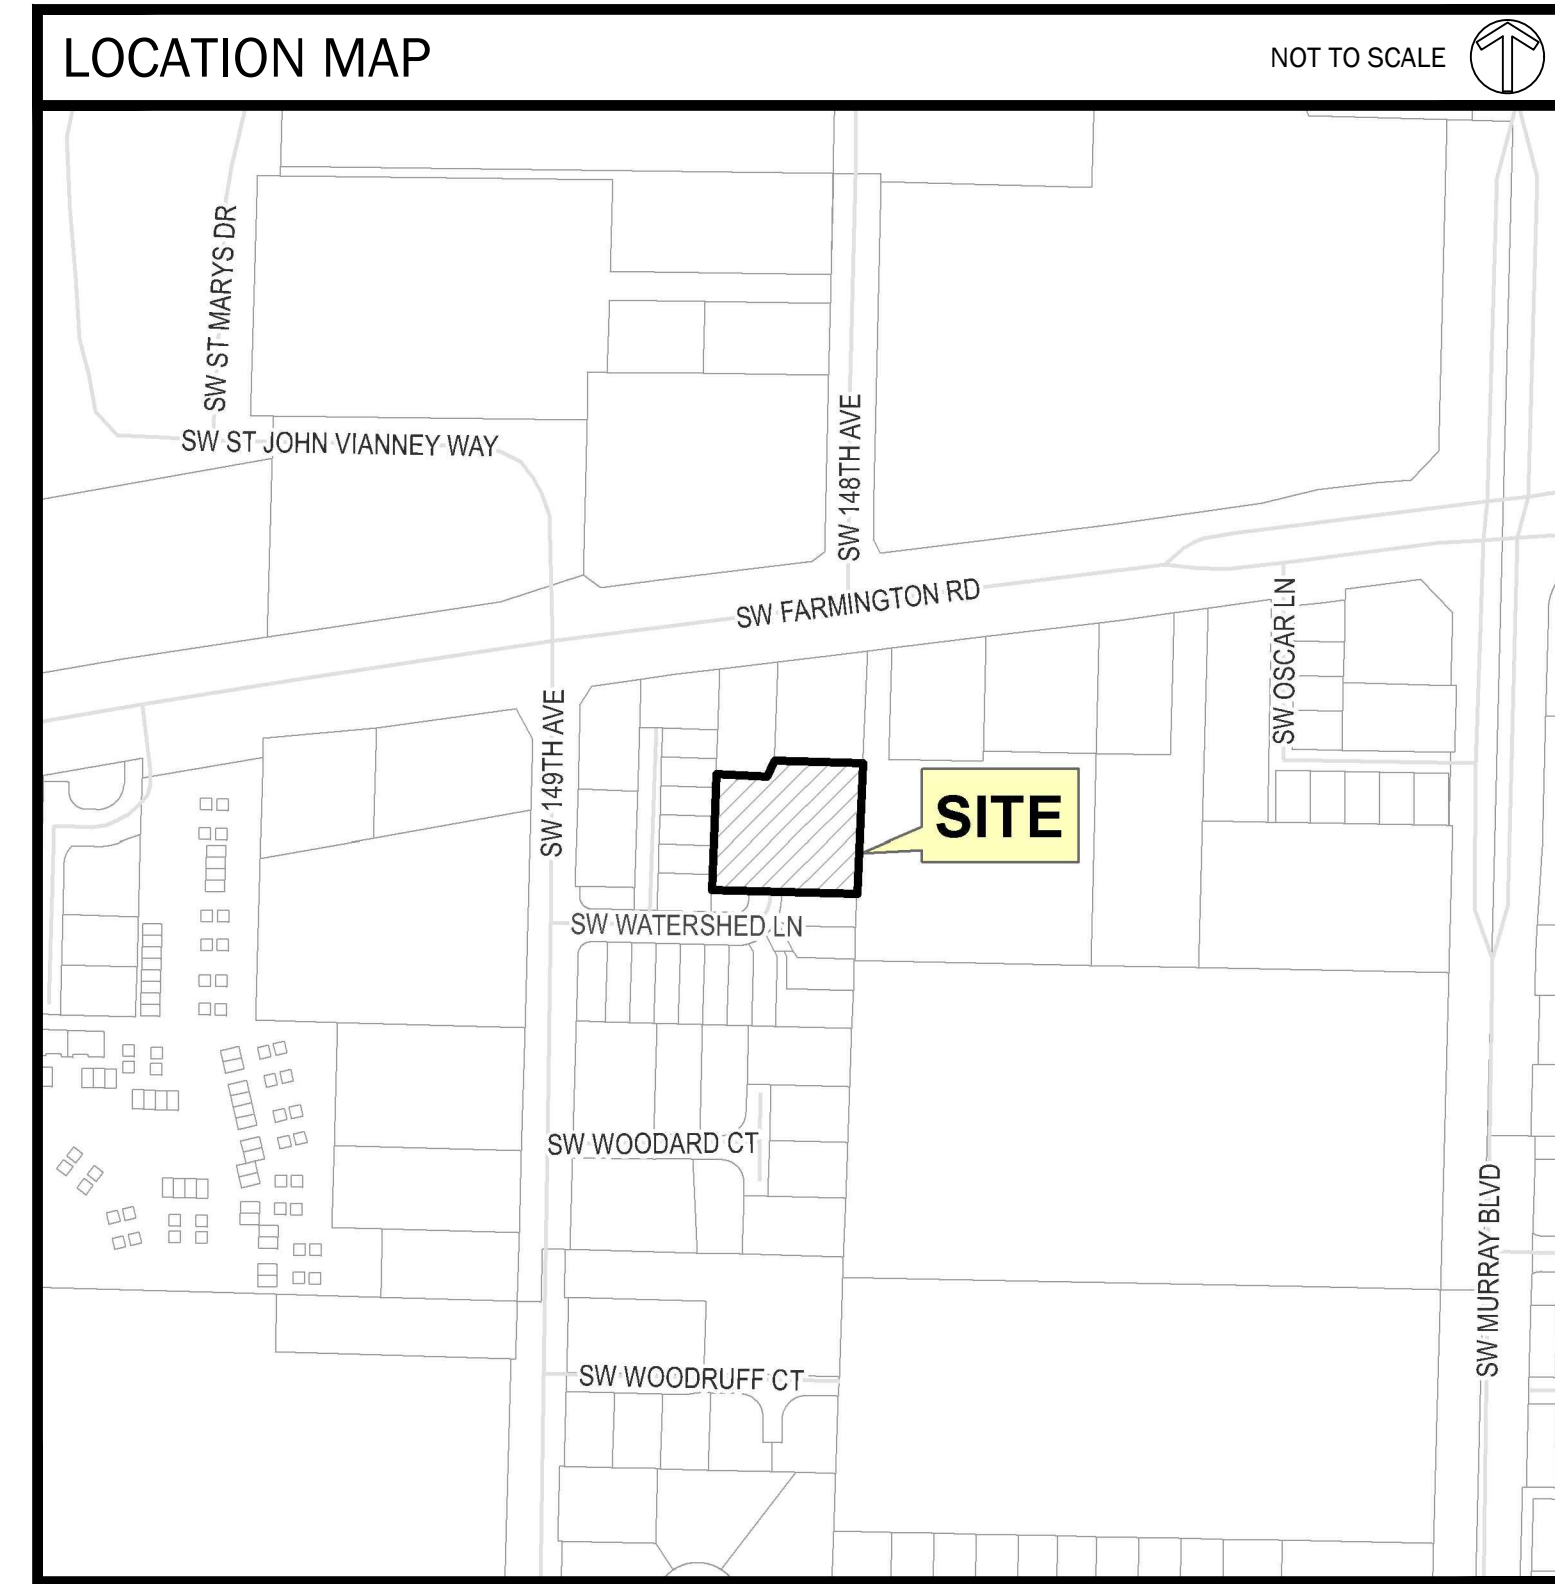 LOCATION MAP
NOT TO SCALE
SW ST MARYS DR
SW ST JOHN VIANNEY WAY
SW 148TH AVE
SW FARMINGTON RD
SW OSCAR LN
SW 149TH AVE
SITE
SW WATERSHED LN
SW WOODARD CT
SW MURRAY BLVD
SW WOODRUFF CT